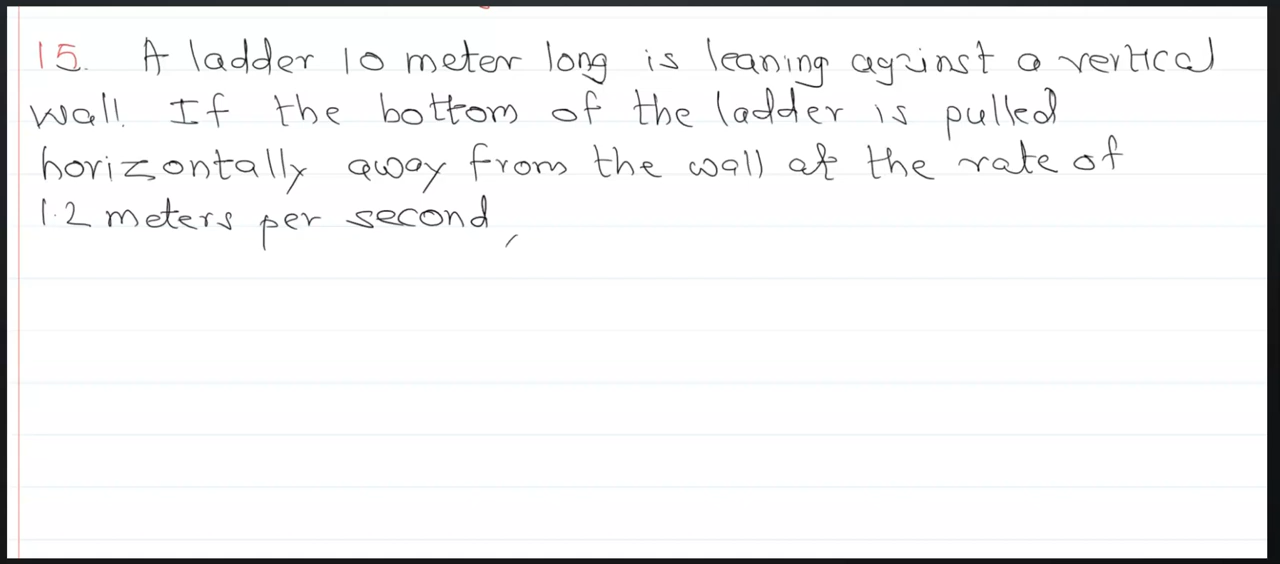 15. A ladder 10 meter long is leaning against a vertical
wall. If the bottom of the ladder is pulled
horizontally away from the wall at the rate of
1.2 meters per second,